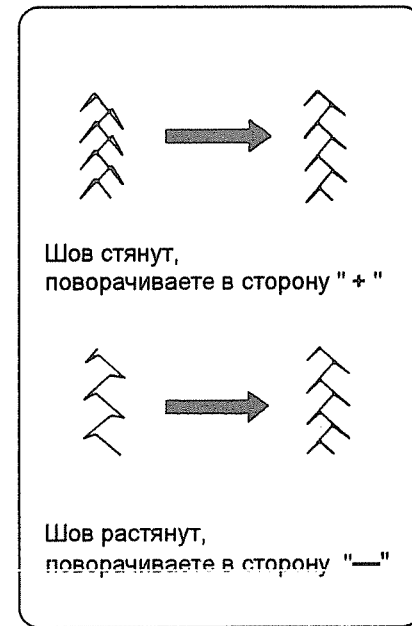 Шов стянут,
поворачиваете в сторону " + "
Шов растянут,
поворачиваете в сторону "—"